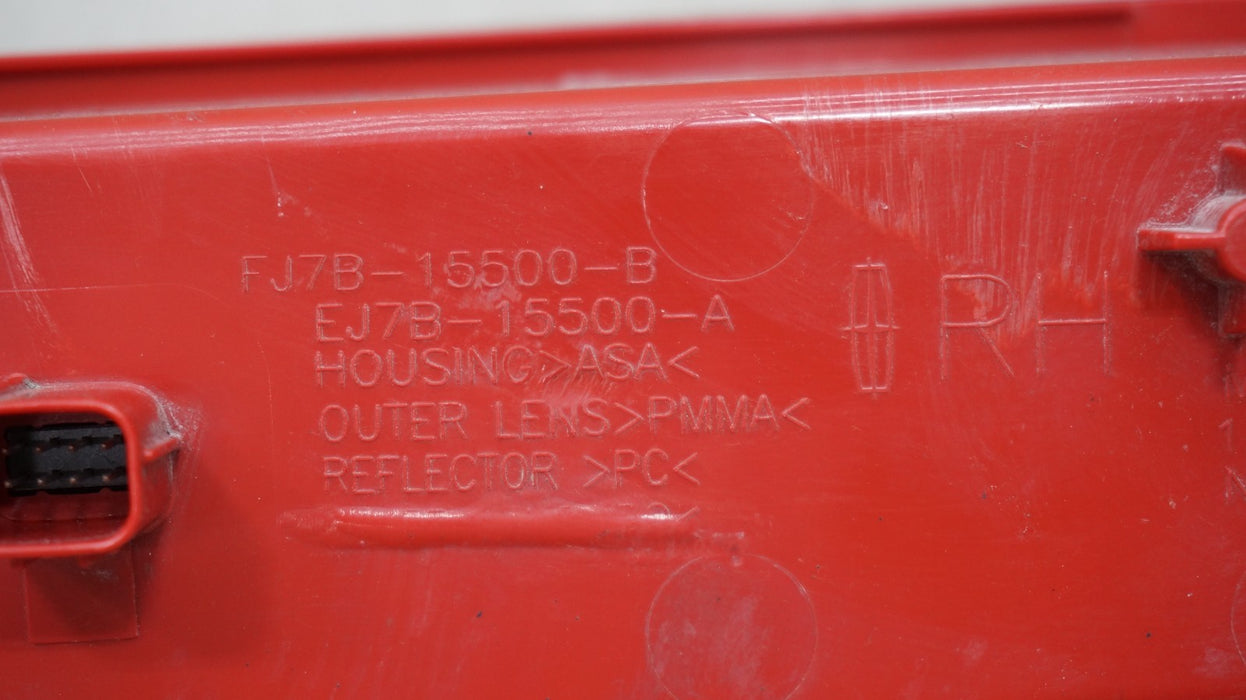 FJ7B-15500-B
EJ7B-15500-A
HOUSING>ASA<
OUTER LENS>PMMA<
REFLECTOR >PC<
RH